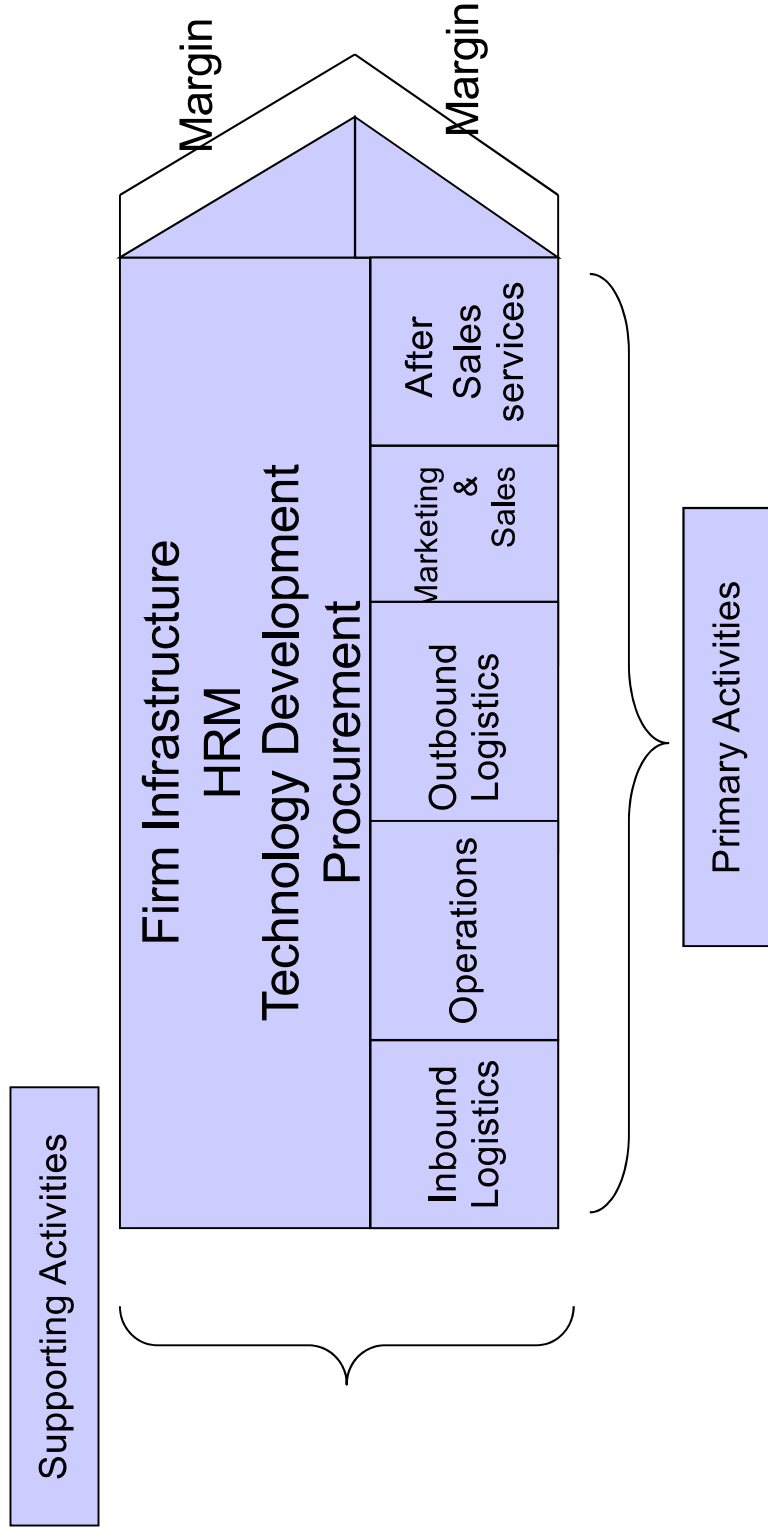 Supporting Activities
Firm Infrastructure
HRM
Technology Development
Procurement
Inbound
Logistics
Operations
Outbound
Logistics
Marketing
&
Sales
After
Sales
services
Margin
Margin
Primary Activities